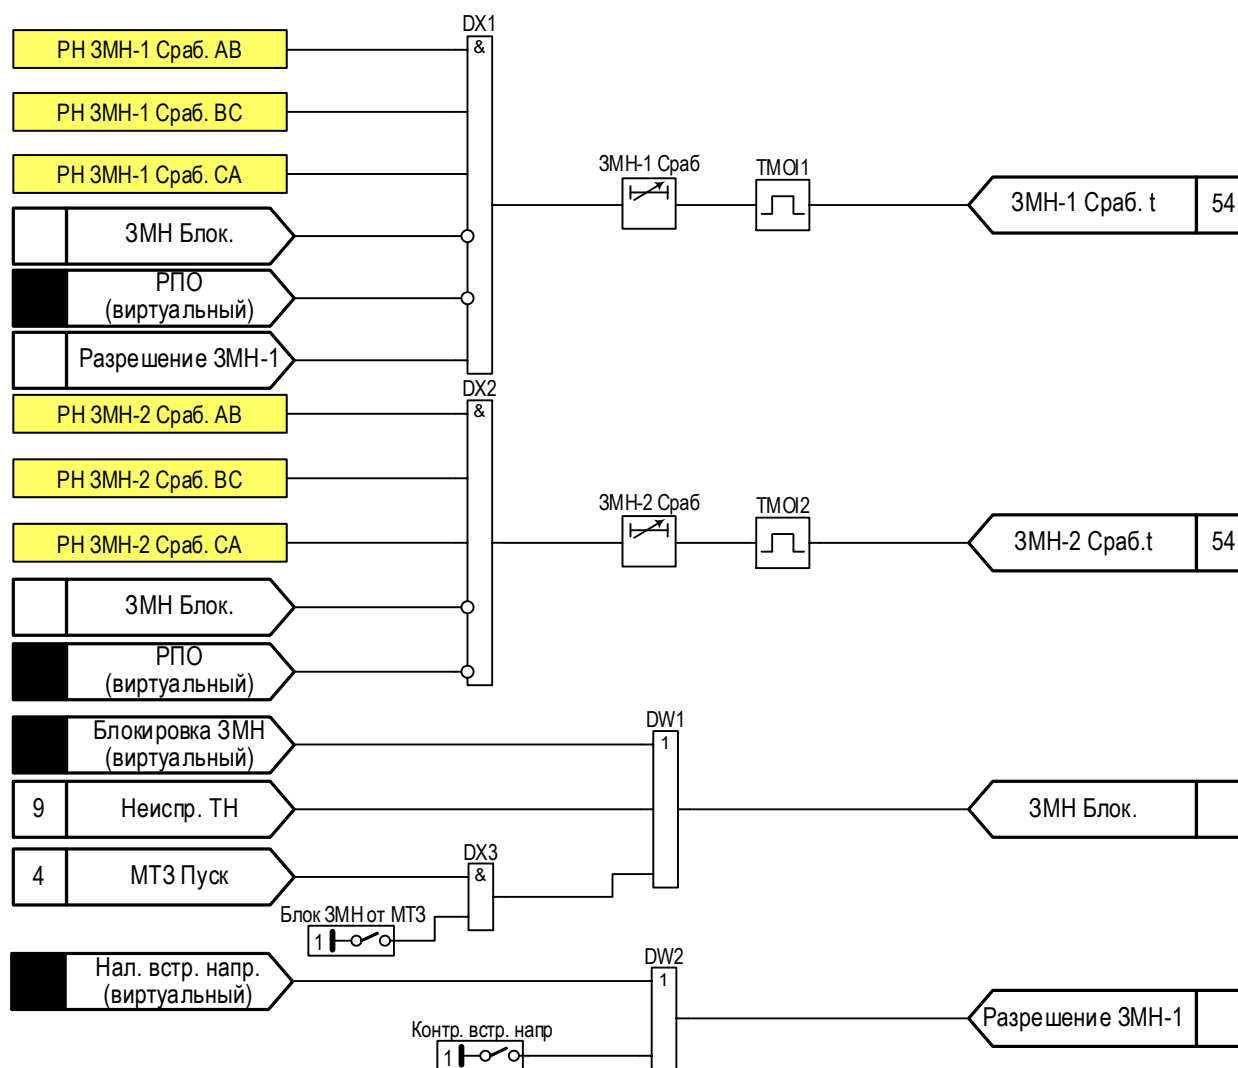 DX1
РН ЗМН-1 Сраб. АВ
&
РН ЗМН-1 Сраб. ВС
РН ЗМН-1 Сраб. СА
ЗМН-1 Сраб
TMOI1
ЗМН-1 Сраб. t
54
ЗМН Блок.
РПО
(виртуальный)
Разрешение ЗМН-1
DX2
РН ЗМН-2 Сраб. АВ
&
РН ЗМН-2 Сраб. ВС
РН ЗМН-2 Сраб. СА
ЗМН-2 Сраб
TMOI2
ЗМН-2 Сраб.t
54
ЗМН Блок.
РПО
(виртуальный)
Блокировка ЗМН
(виртуальный)
DW1
1
9
Неиспр. ТН
ЗМН Блок.
4
МТЗ Пуск
DX3
&
Блок ЗМН от МТЗ
1
Нал. встр. напр.
(виртуальный)
DW2
1
Разрешение ЗМН-1
Контр. встр. напр
1